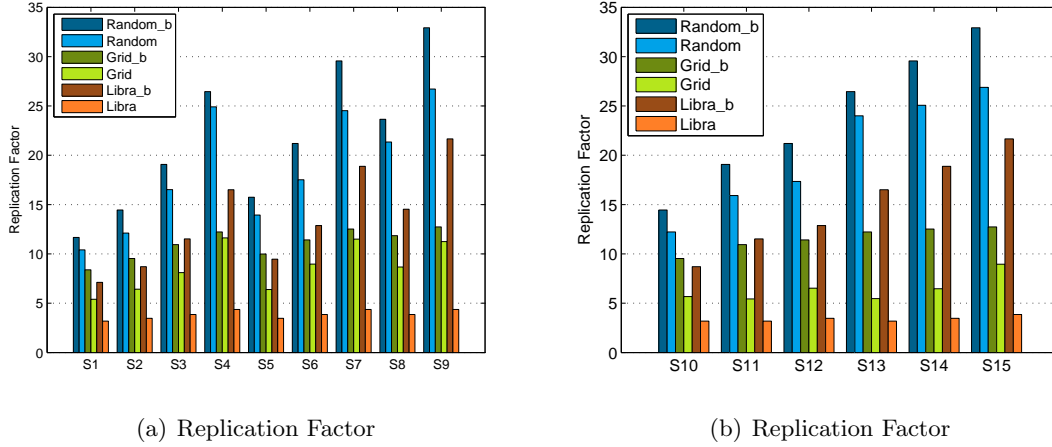 Replication Factor
35
30
25
20
15
10
5
0
Random_b
Random
Grid_b
Grid
Libra_b
Libra
S1 S2 S3 S4 S5 S6 S7 S8 S9
(a) Replication Factor
Replication Factor
35
30
25
20
15
10
5
0
Random_b
Random
Grid_b
Grid
Libra_b
Libra
S10 S11 S12 S13 S14 S15
(b) Replication Factor